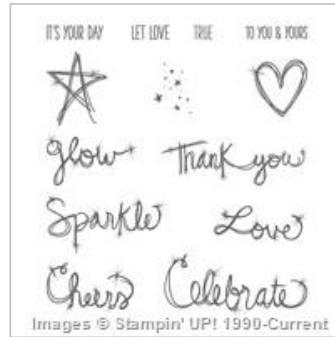 IT'S YOUR DAY LET LOVE TRUE TO YOU & YOURS
glow Thank you
Sparkle Love
Cheers Celebrate
Images © Stampin' UP! 1990-Current